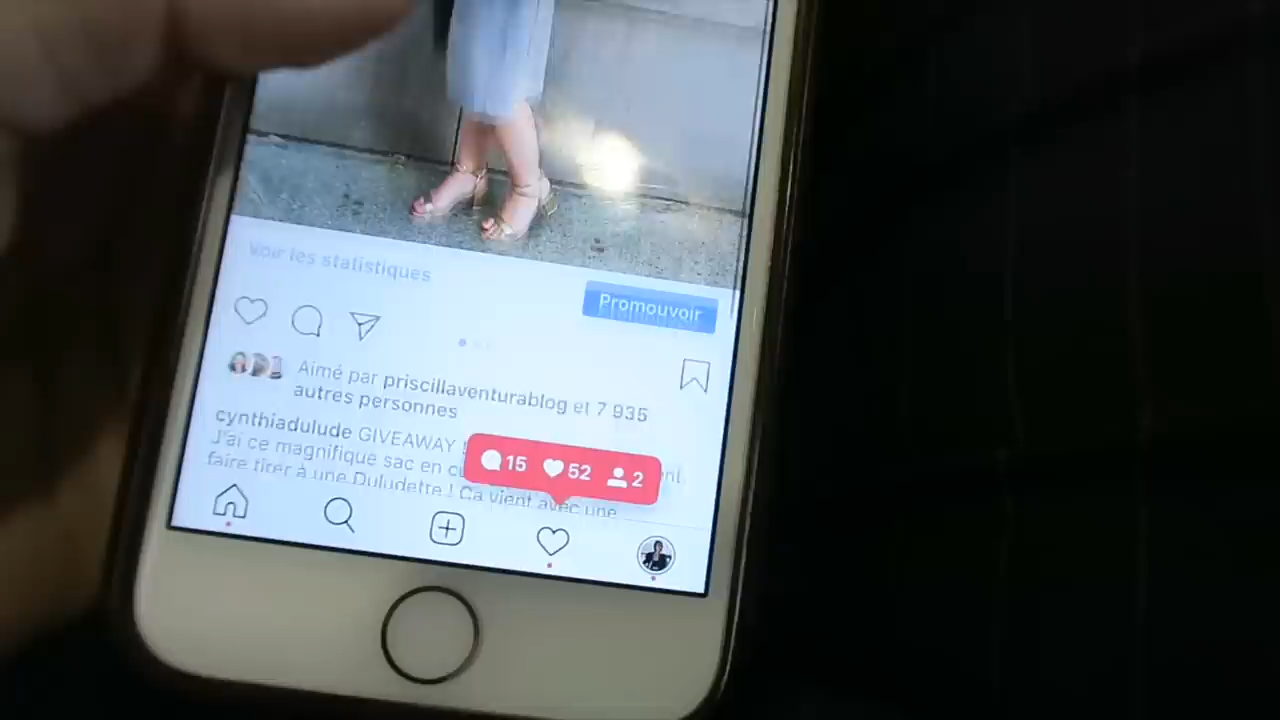 Voir les statistiques
Promouvoir
Aimé par priscillaventurablog et 7 935
autres personnes
cynthiadulude GIVEAWAY !
J'ai ce magnifique sac en
faire tirer à une Duludette ! Ça vient avec une
15 52 2